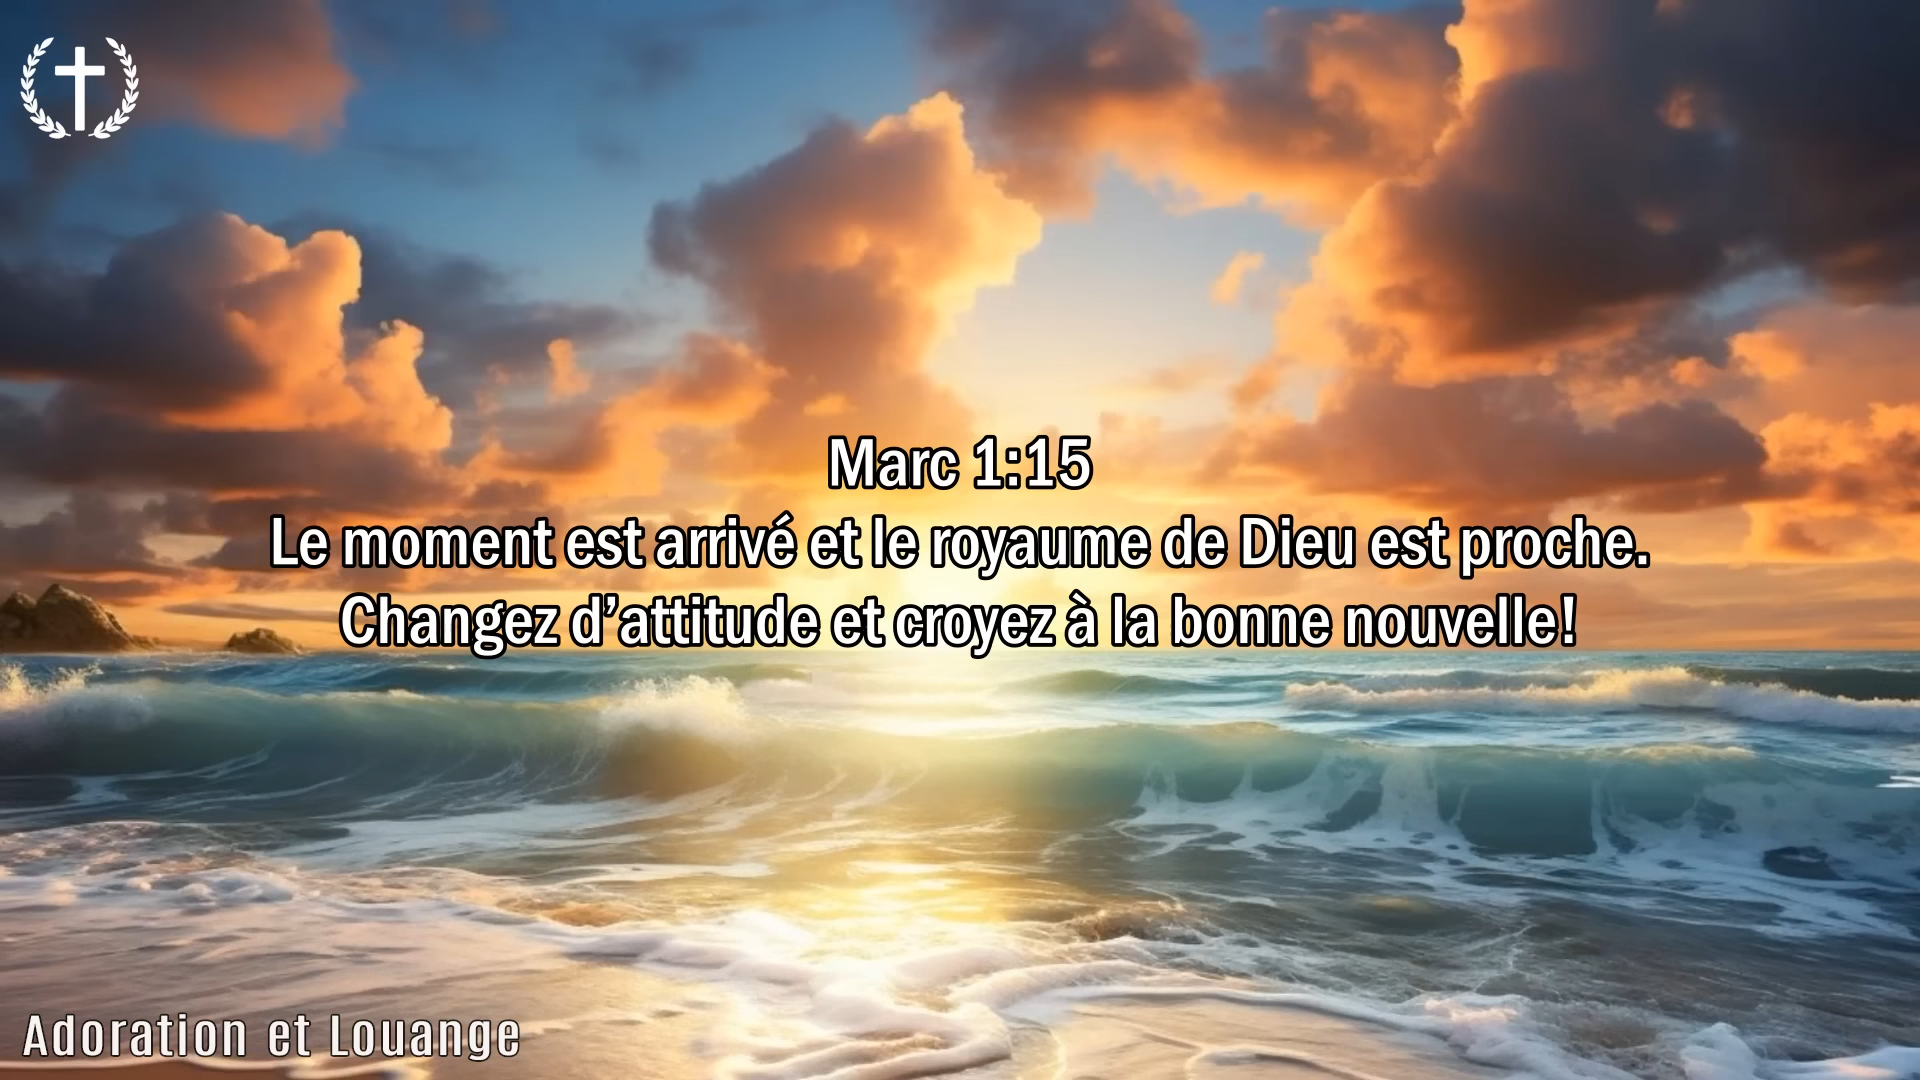 Marc 1:15
Le moment est arrivé et le royaume de Dieu est proche.
Changez d’attitude et croyez à la bonne nouvelle!
Adoration et Louange